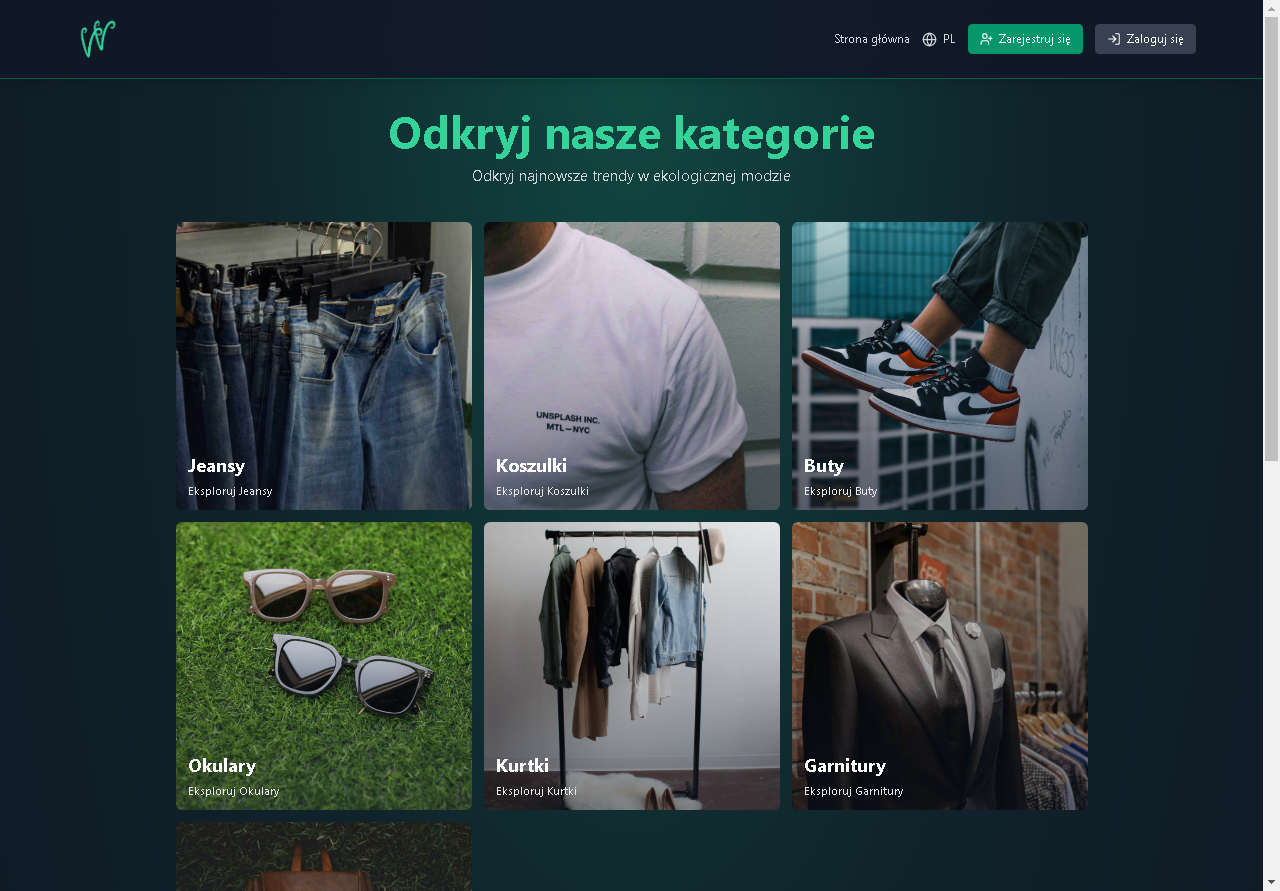 Strona główna
PL
Zarejestruj się
Zaloguj się
Odkryj nasze kategorie
Odkryj najnowsze trendy w ekologicznej modzie
UNSPLASH INC.
MTL—NYC
Jeansy
Eksploruj Jeansy
Koszulki
Eksploruj Koszulki
Buty
Eksploruj Buty
Okulary
Eksploruj Okulary
Kurtki
Eksploruj Kurtki
Garnitury
Eksploruj Garnitury